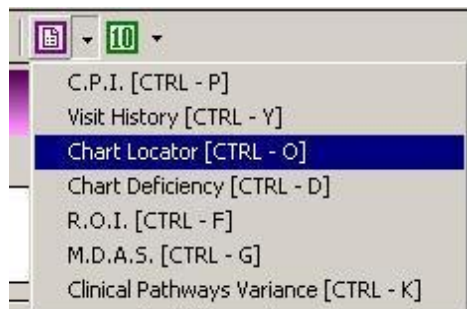 10
C.P.I. [CTRL - P]
Visit History [CTRL - Y]
Chart Locator [CTRL - O]
Chart Deficiency [CTRL - D]
R.O.I. [CTRL - F]
M.D.A.S. [CTRL - G]
Clinical Pathways Variance [CTRL - K]